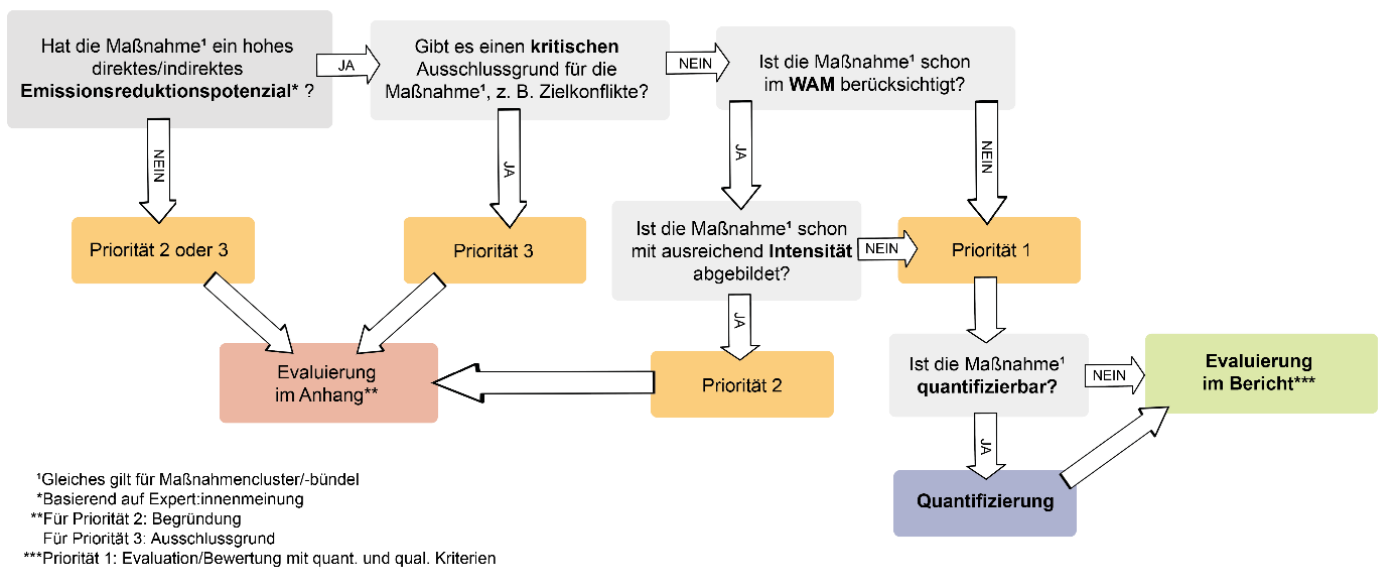 Hat die Maßnahme¹ ein hohes
direktes/indirektes
Emissionsreduktionspotenzial* ?
JA
Gibt es einen kritischen
Ausschlussgrund für die
Maßnahme¹, z. B. Zielkonflikte?
NEIN
Ist die Maßnahme¹ schon
im WAM berücksichtigt?
NEIN
JA
JA
NEIN
Priorität 2 oder 3
Priorität 3
Ist die Maßnahme¹ schon
mit ausreichend Intensität
abgebildet?
NEIN
Priorität 1
JA
Evaluierung
im Anhang**
Priorität 2
Ist die Maßnahme¹
quantifizierbar?
NEIN
Evaluierung
im Bericht***
JA
Quantifizierung
¹Gleiches gilt für Maßnahmencluster/-bündel
*Basierend auf Expert:innenmeinung
**Für Priorität 2: Begründung
Für Priorität 3: Ausschlussgrund
***Priorität 1: Evaluation/Bewertung mit quant. und qual. Kriterien